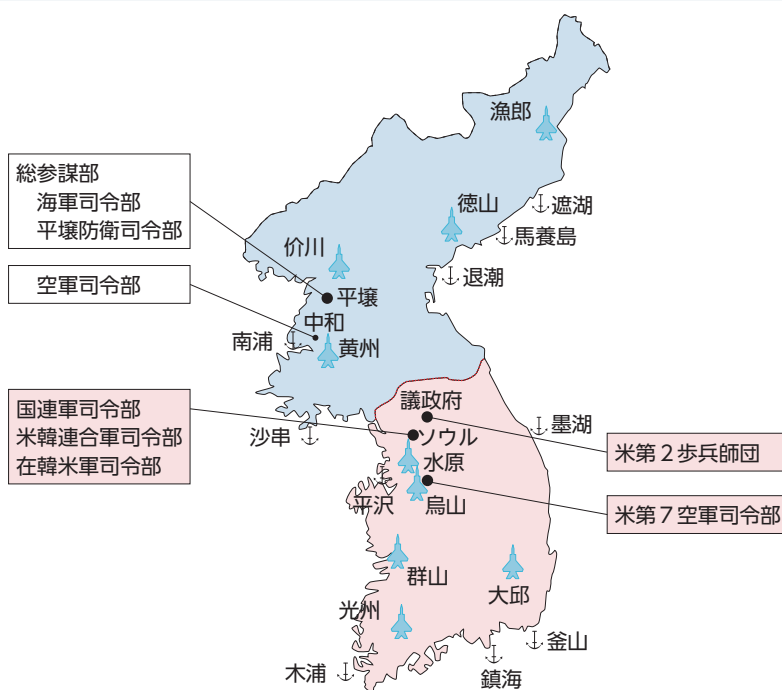 漁郎
総参謀部
海軍司令部
平壌防衛司令部
徳山
遮湖
馬養島
价川
退潮
空軍司令部
平壌
中和
南浦
黄州
国連軍司令部
米韓連合軍司令部
在韓米軍司令部
議政府
墨湖
沙串
ソウル
米第2歩兵師団
水原
平沢
烏山
米第7空軍司令部
群山
大邱
光州
釜山
木浦
鎮海